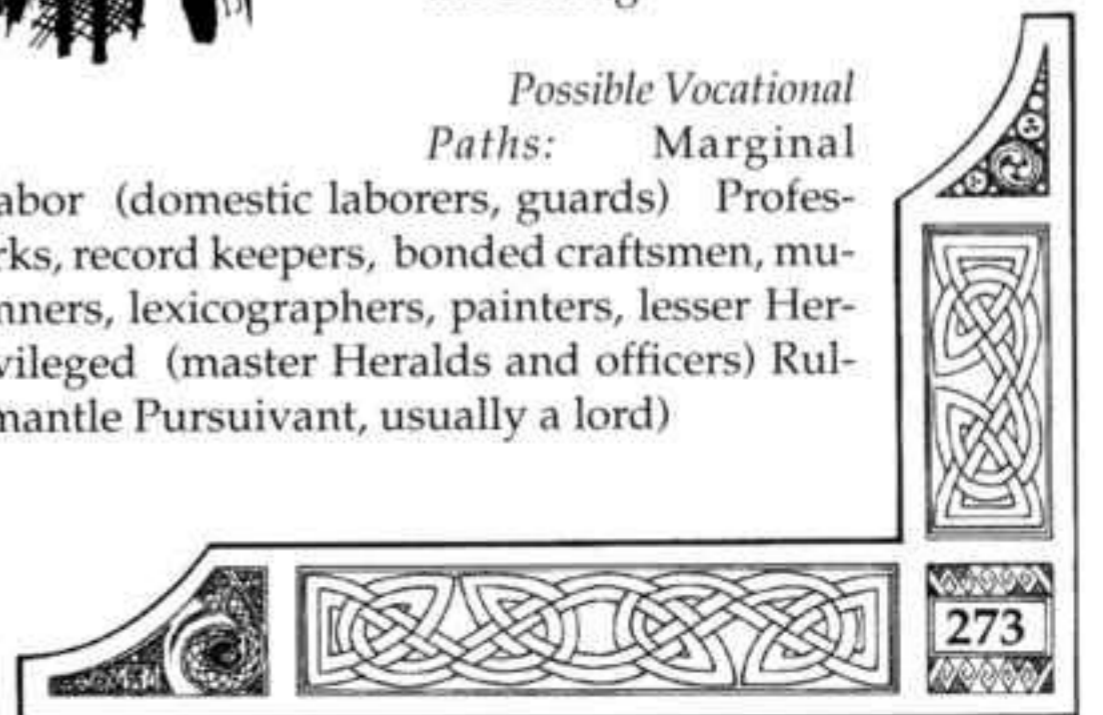 Possible Vocational
Paths: Marginal
abor (domestic laborers, guards) Profes-
rks, record keepers, bonded craftsmen, mu-
nners, lexicographers, painters, lesser Her-
vileged (master Heralds and officers) Rul-
mantle Pursuivant, usually a lord)
273